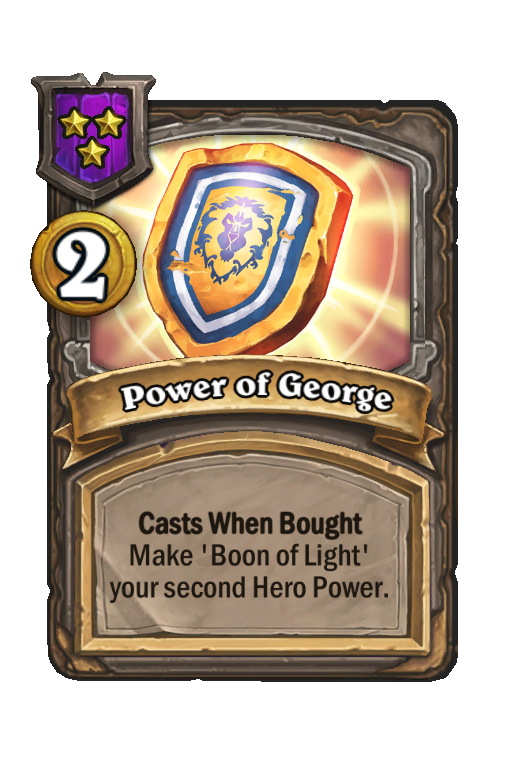 2
Power of George
Casts When Bought
Make 'Boon of Light'
your second Hero Power.